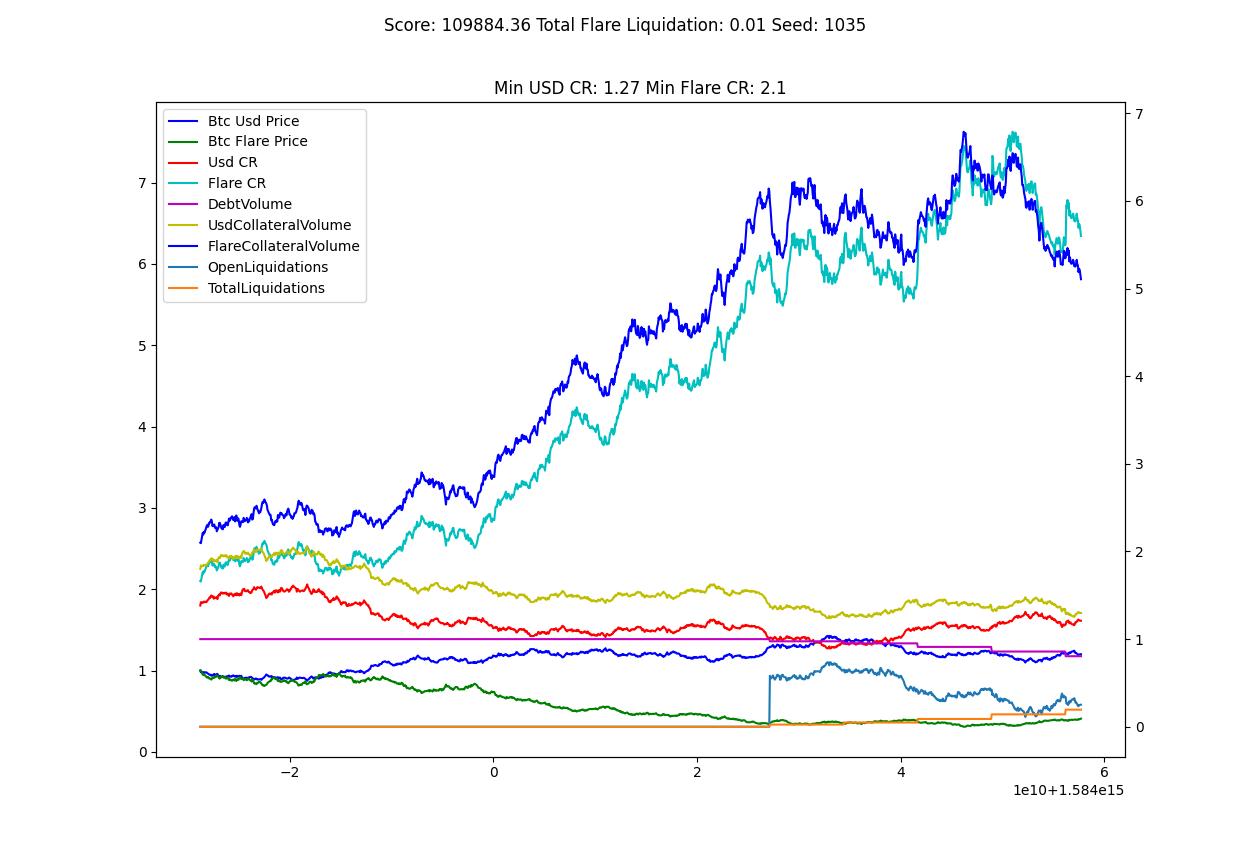 Score: 109884.36 Total Flare Liquidation: 0.01 Seed: 1035
Min USD CR: 1.27 Min Flare CR: 2.1
Btc Usd Price
Btc Flare Price
Usd CR
Flare CR
DebtVolume
UsdCollateralVolume
FlareCollateralVolume
OpenLiquidations
TotalLiquidations
7
6
5
4
3
2
1
0
7
6
5
4
3
2
1
0
−2
0
2
4
6
1e10+1.584e15